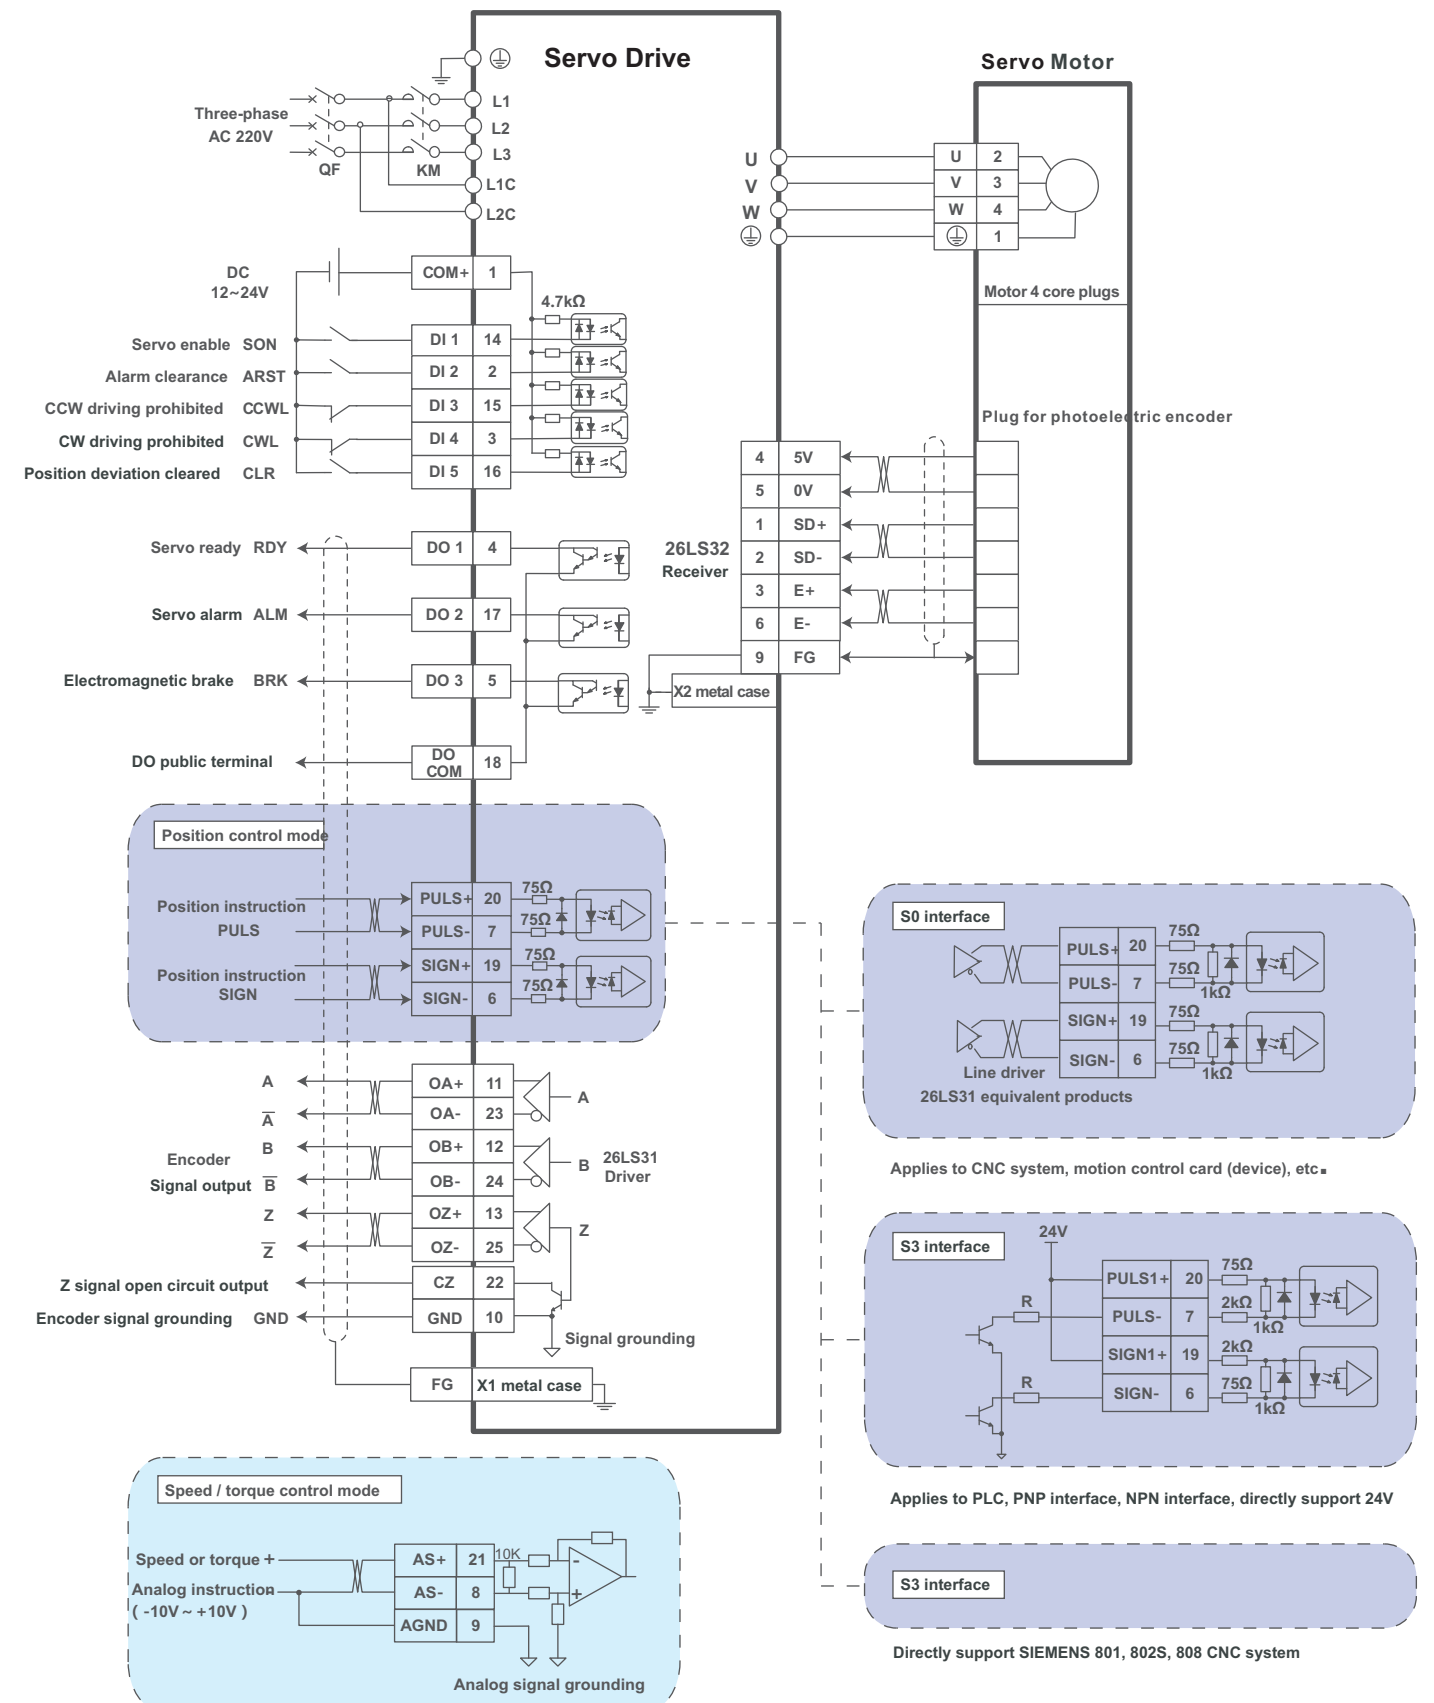 Servo Drive
Servo Motor
L1
L2
L3
L1C
L2C
Three-phase
AC 220V
QF
KM
U
V
W
U 2
V 3
W 4
1
Motor 4 core plugs
DC
12~24V
COM+ 1
4.7kΩ
Servo enable SON DI 1 14
Alarm clearance ARST DI 2 2
CCW driving prohibited CCWL DI 3 15
CW driving prohibited CWL DI 4 3
Position deviation cleared CLR DI 5 16
Plug for photoelectric encoder
4 5V
5 0V
1 SD+
2 SD-
3 E+
6 E-
9 FG
26LS32
Receiver
X2 metal case
Servo ready RDY DO 1 4
Servo alarm ALM DO 2 17
Electromagnetic brake BRK DO 3 5
DO public terminal DO COM 18
Position control mode
Position instruction
PULS
PULS+ 20 75Ω
PULS- 7 75Ω
Position instruction
SIGN
SIGN+ 19 75Ω
SIGN- 6 75Ω
A OA+ 11
A OA- 23
A
B OB+ 12
B OB- 24
B
Encoder
Signal output
26LS31
Driver
Z OZ+ 13
Z OZ- 25
Z
Z signal open circuit output CZ 22
Encoder signal grounding GND GND 10
Signal grounding
FG X1 metal case
Speed / torque control mode
Speed or torque +
Analog instruction -
( -10V ~ +10V )
AS+ 21 10K
AS- 8
AGND 9
-
+
Analog signal grounding
S0 interface
PULS+ 20 75Ω
PULS- 7 75Ω
1kΩ
SIGN+ 19 75Ω
SIGN- 6 75Ω
1kΩ
Line driver
26LS31 equivalent products
Applies to CNC system, motion control card (device), etc.
S3 interface
24V
PULS1+ 20 75Ω
R PULS- 7 2kΩ
1kΩ
SIGN1+ 19 2kΩ
R SIGN- 6 75Ω
1kΩ
Applies to PLC, PNP interface, NPN interface, directly support 24V
S3 interface
Directly support SIEMENS 801, 802S, 808 CNC system